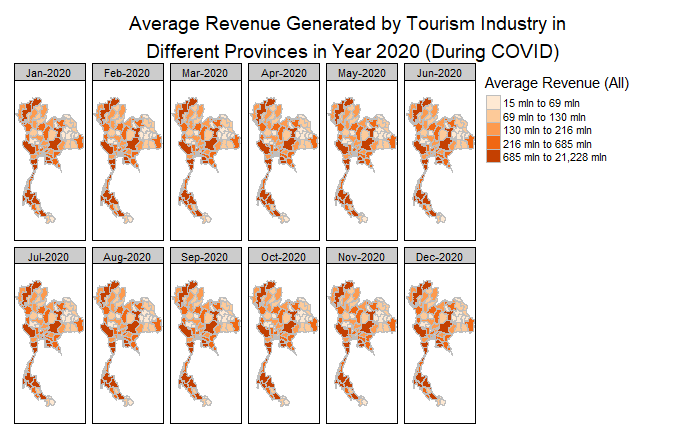 Average Revenue Generated by Tourism Industry in
Different Provinces in Year 2020 (During COVID)
Jan-2020
Feb-2020
Mar-2020
Apr-2020
May-2020
Jun-2020
Average Revenue (All)
15 mln to 69 mln
69 mln to 130 mln
130 mln to 216 mln
216 mln to 685 mln
685 mln to 21,228 mln
Jul-2020
Aug-2020
Sep-2020
Oct-2020
Nov-2020
Dec-2020